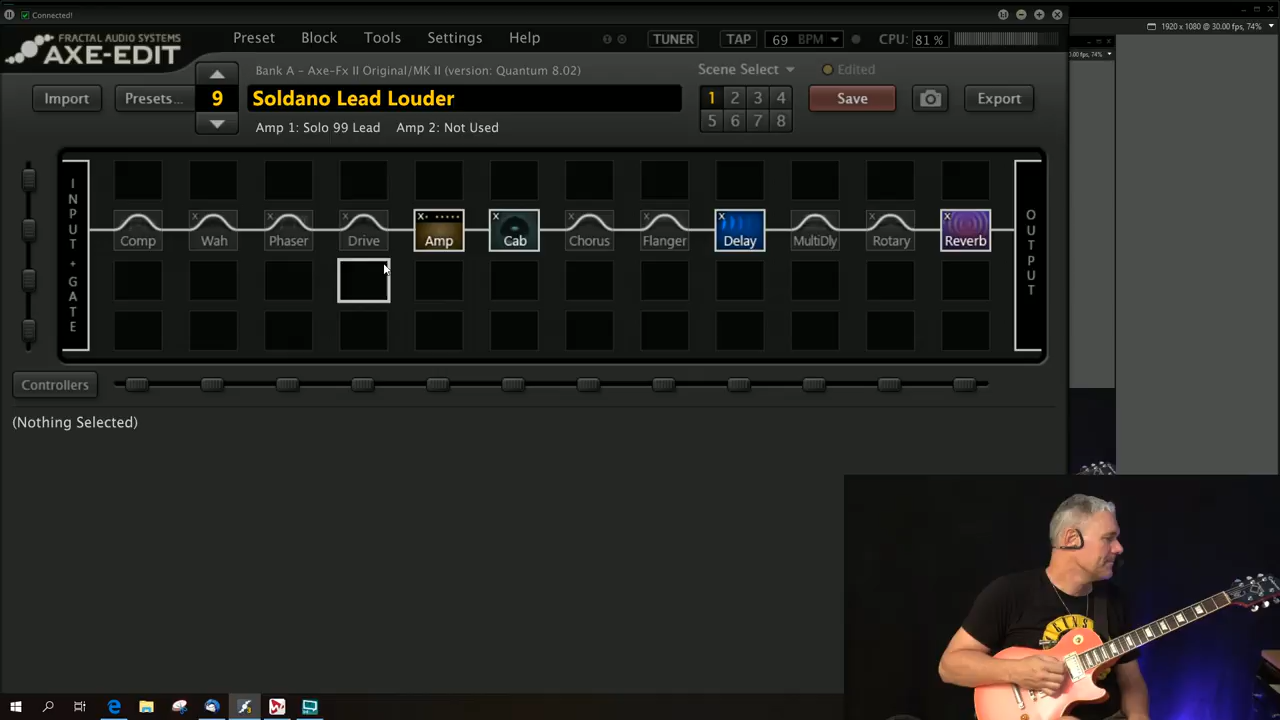 Connected!
1920 x 1080 @ 30.00 fps, 74%
FRACTAL AUDIO SYSTEMS
AXE-EDIT
Preset
Block
Tools
Settings
Help
TUNER
TAP
69 BPM
CPU: 81 %
Bank A - Axe-Fx II Original/MK II (version: Quantum 8.02)
Scene Select
Edited
Import
Presets...
9
Soldano Lead Louder
1 2 3 4
5 6 7 8
Save
Export
Amp 1: Solo 99 Lead
Amp 2: Not Used
INPUT + GATE
Comp
Wah
Phaser
Drive
Amp
Cab
Chorus
Flanger
Delay
MultiDly
Rotary
Reverb
OUTPUT
Controllers
(Nothing Selected)
GUNS